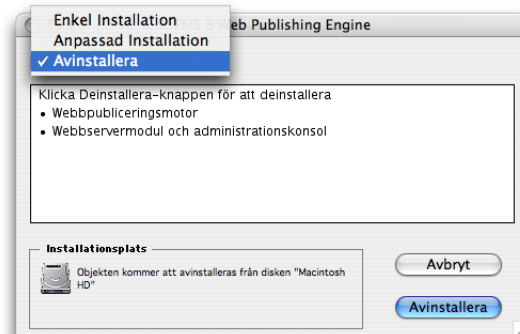 Enkel Installation
Anpassad Installation
✓ Avinstallera
8 Web Publishing Engine
Klicka Deinstallera-knappen för att deinstallera
• Webbpubliceringsmotor
• Webbservermodul och administrationskonsol
Installationsplats
Objekten kommer att avinstalleras från disken "Macintosh
HD"
Avbryt
Avinstallera